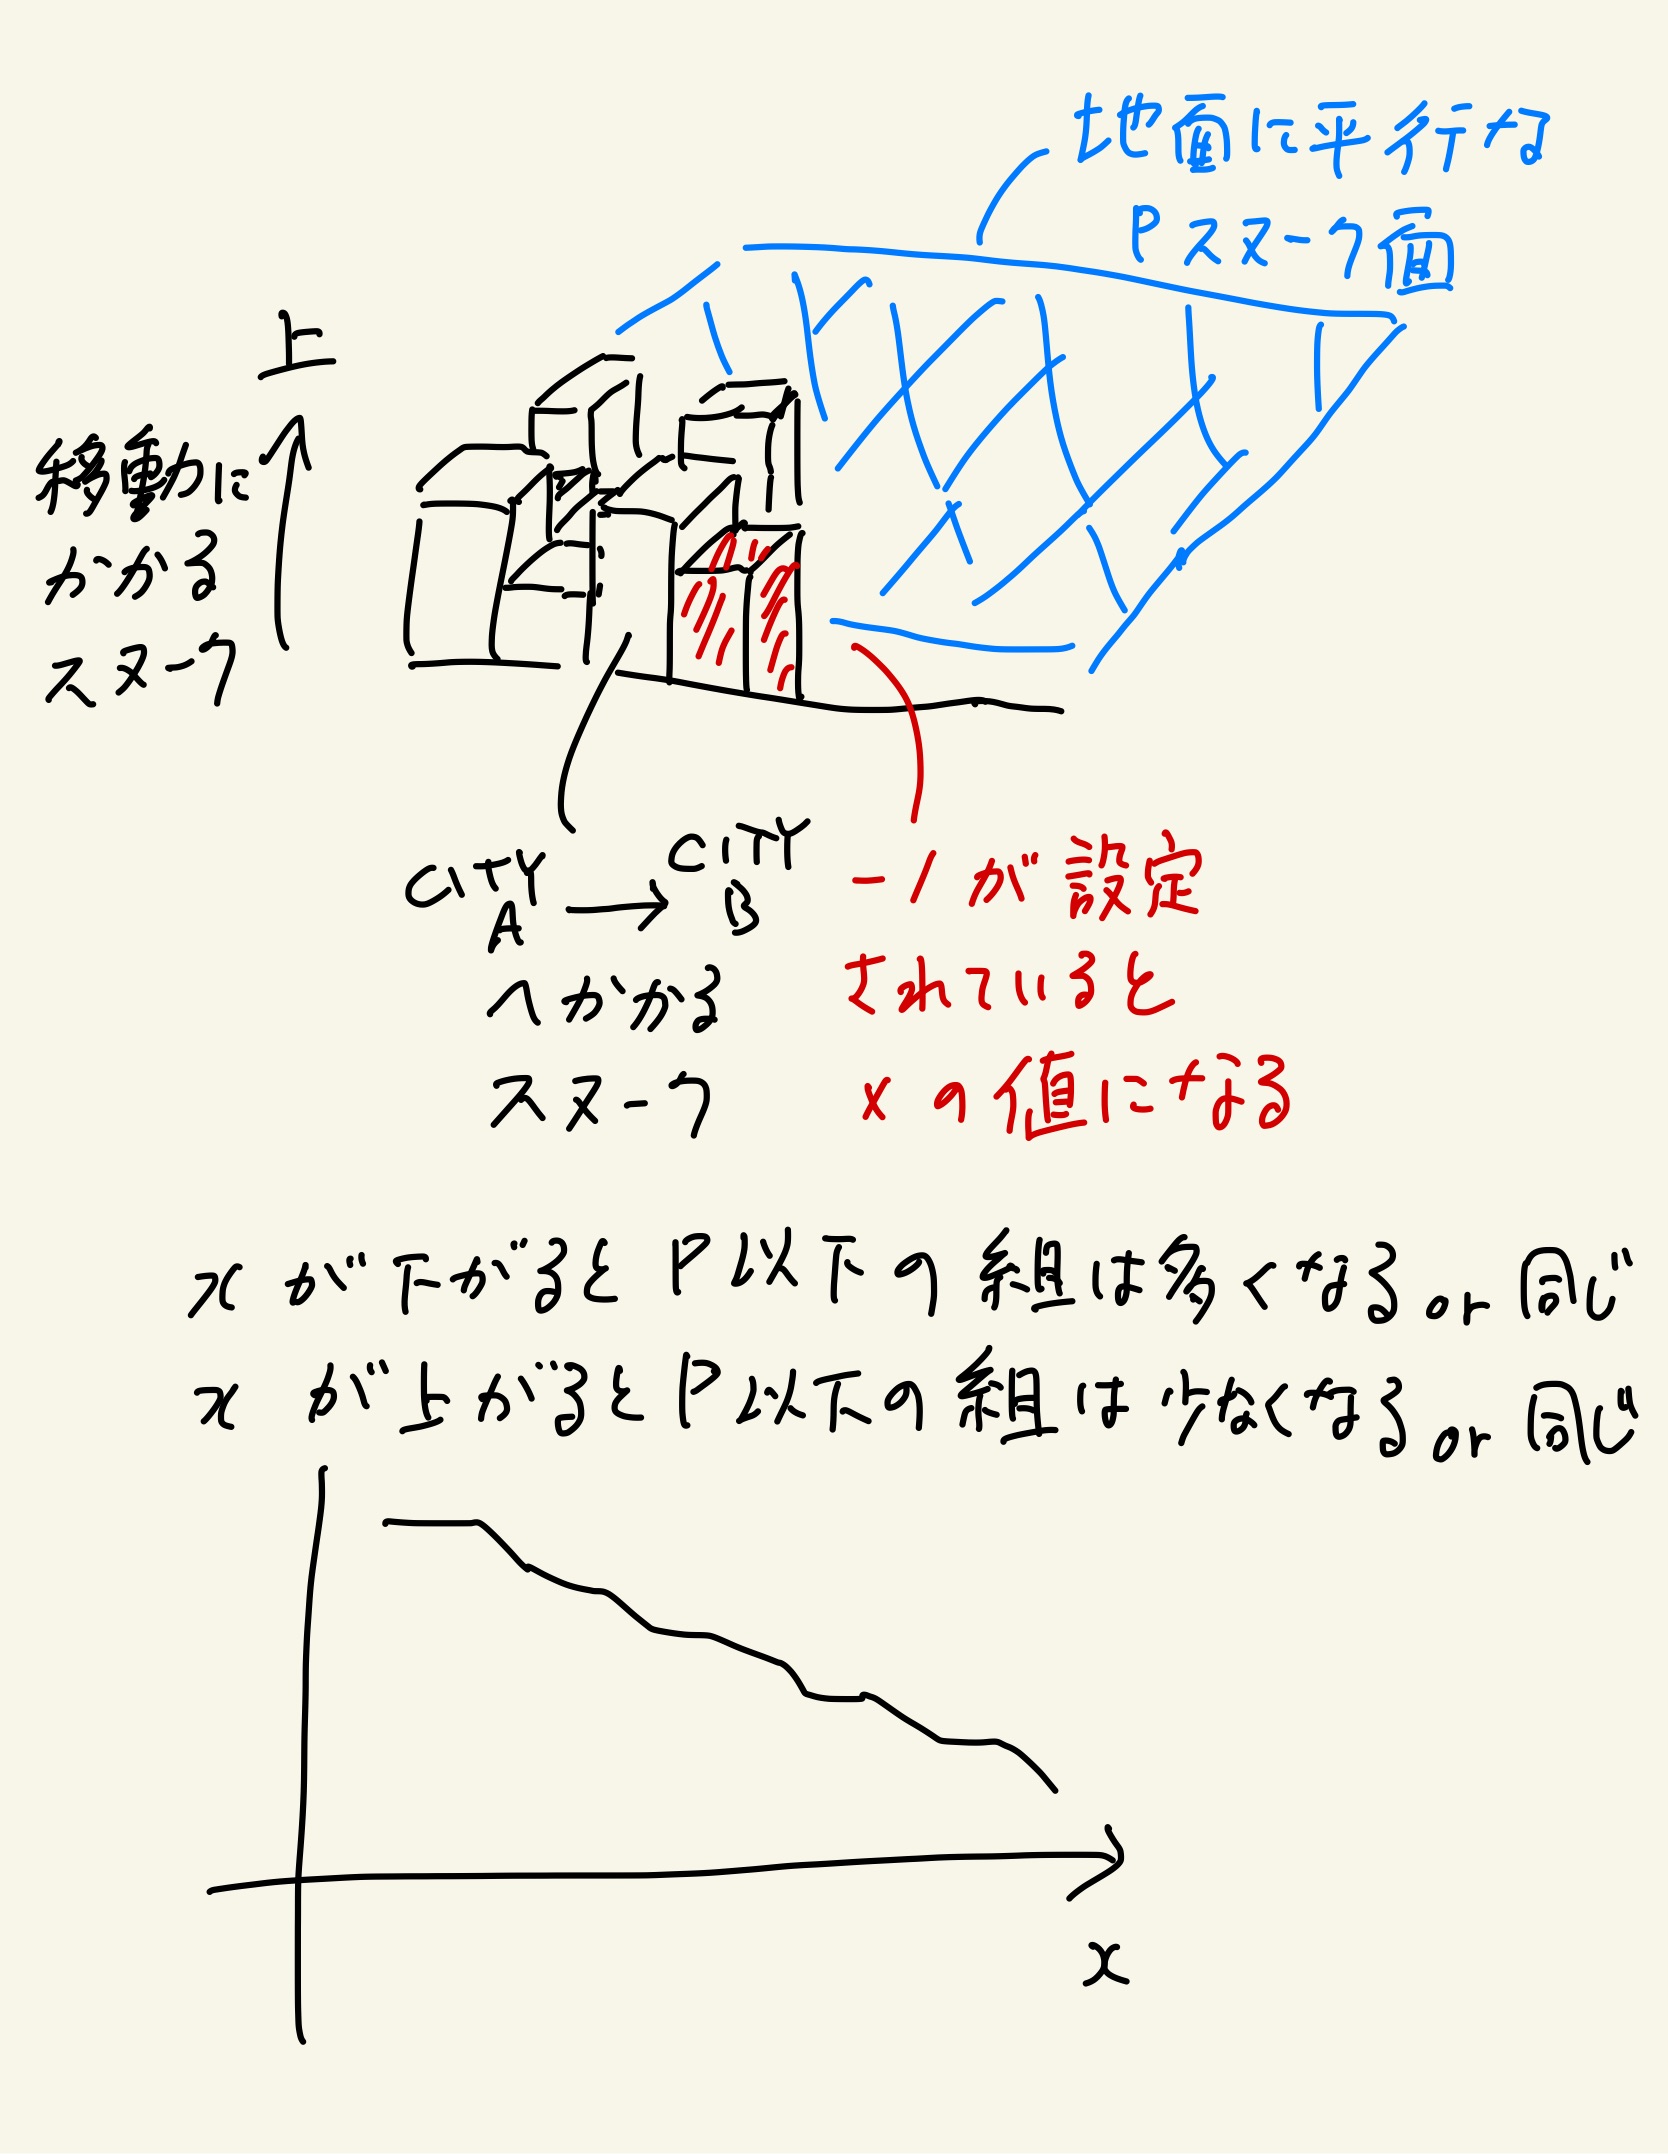 地面に平行な
Pスヌーク面
上
移動に
かかる
スヌーク
CITY A → CITY B
へかかる
スヌーク
-1が設定
されていると
xの値になる
xが下がるとP以下の組は多くなる or 同じ
xが上がるとP以下の組は少なくなる or 同じ
x